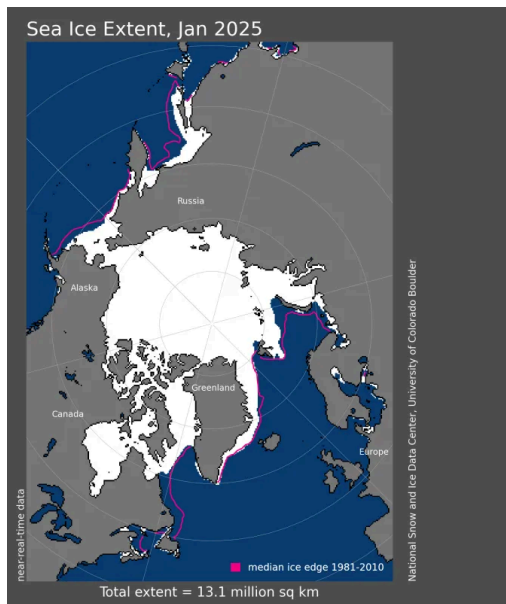 Sea Ice Extent, Jan 2025
Russia
Alaska
Greenland
Canada
Europe
National Snow and Ice Data Center, University of Colorado Boulder
near-real-time data
median ice edge 1981-2010
Total extent = 13.1 million sq km